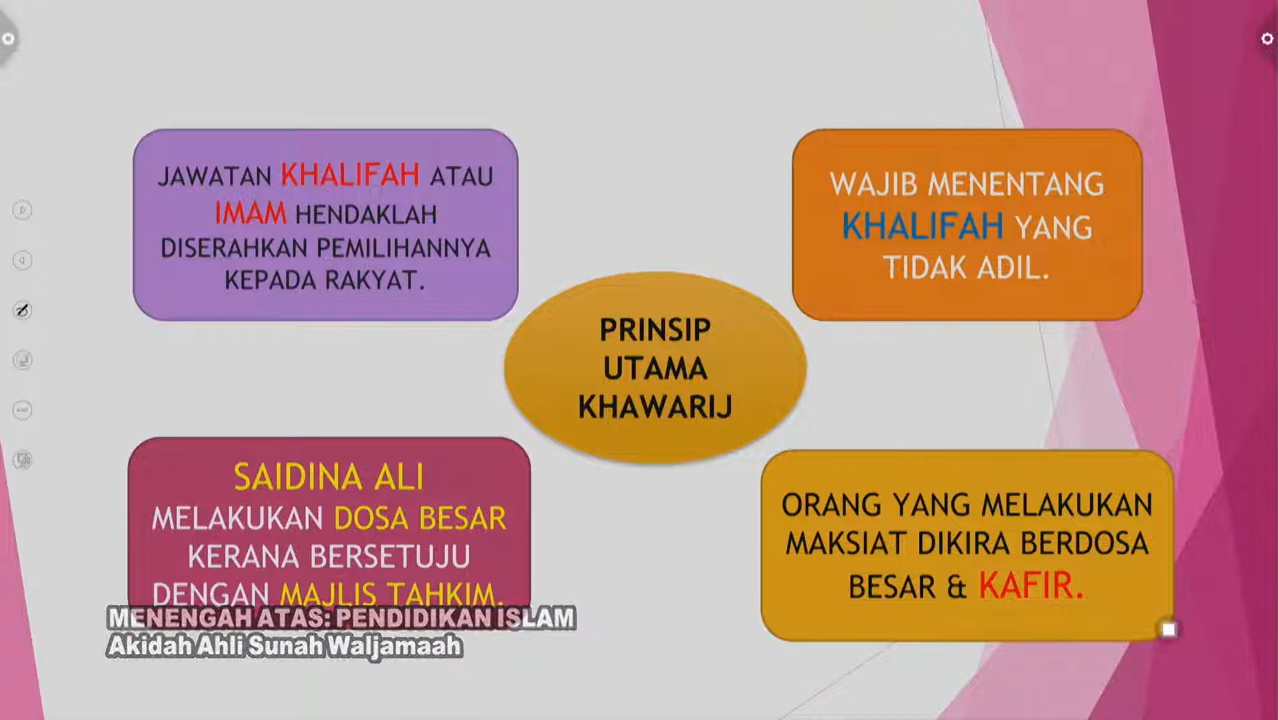 JAWATAN KHALIFAH ATAU
IMAM HENDAKLAH
DISERAHKAN PEMILIHANNYA
KEPADA RAKYAT.
WAJIB MENENTANG
KHALIFAH YANG
TIDAK ADIL.
PRINSIP
UTAMA
KHAWARIJ
SAIDINA ALI
MELAKUKAN DOSA BESAR
KERANA BERSETUJU
DENGAN MAJLIS TAHKIM.
ORANG YANG MELAKUKAN
MAKSIAT DIKIRA BERDOSA
BESAR & KAFIR.
MENENGAH ATAS: PENDIDIKAN ISLAM
Akidah Ahli Sunah Waljamaah